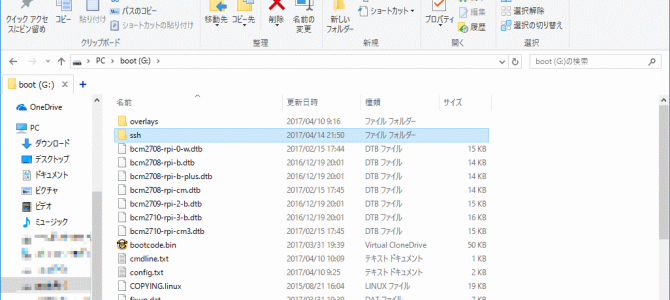 クイック アクセス コピー 貼り付け パスのコピー 移動先 コピー先 削除 名前の 新しい ショートカット プロパティ 編集 選択解除
にピン留め ショートカットの貼り付け 変更 フォルダー 履歴 選択の切り替え
クリップボード 整理 新規 開く 選択
PC boot (G:) boot (G:)の検索
boot (G:)
名前 更新日時 種類 サイズ
OneDrive
PC
ダウンロード
デスクトップ
ドキュメント
ピクチャ
ビデオ
ミュージック
overlays 2017/04/10 9:16 ファイル フォルダー
ssh 2017/04/14 21:50 ファイル フォルダー
bcm2708-rpi-0-w.dtb 2017/02/15 17:44 DTB ファイル 15 KB
bcm2708-rpi-b.dtb 2016/12/19 20:01 DTB ファイル 14 KB
bcm2708-rpi-b-plus.dtb 2016/12/19 20:01 DTB ファイル 14 KB
bcm2708-rpi-cm.dtb 2017/02/15 17:45 DTB ファイル 14 KB
bcm2709-rpi-2-b.dtb 2016/12/19 20:01 DTB ファイル 15 KB
bcm2710-rpi-3-b.dtb 2016/12/19 20:01 DTB ファイル 16 KB
bcm2710-rpi-cm3.dtb 2017/02/15 17:45 DTB ファイル 15 KB
bootcode.bin 2017/03/31 19:39 Virtual CloneDrive 50 KB
cmdline.txt 2017/04/10 10:09 テキスト ドキュメント 1 KB
config.txt 2017/04/10 9:25 テキスト ドキュメント 2 KB
COPYING.linux 2015/08/21 16:04 LINUX ファイル 19 KB